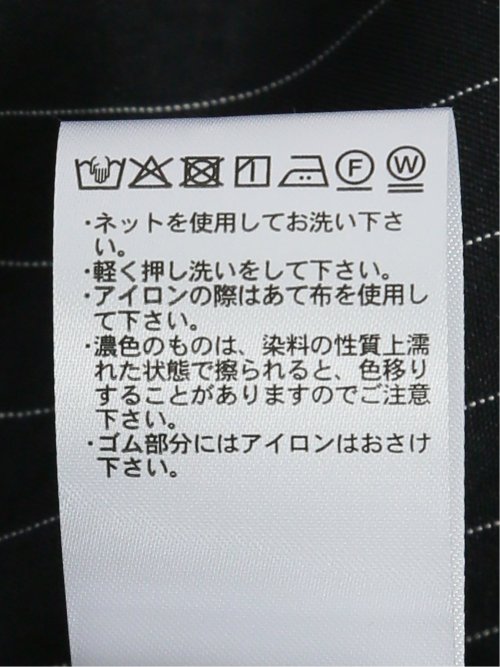 F W
・ネットを使用してお洗い下さ
い。
・軽く押し洗いをして下さい。
・アイロンの際はあて布を使用し
て下さい。
・濃色のものは、染料の性質上濡
れた状態で擦られると、色移り
することがありますのでご注意
下さい。
・ゴム部分にはアイロンはおさけ
下さい。